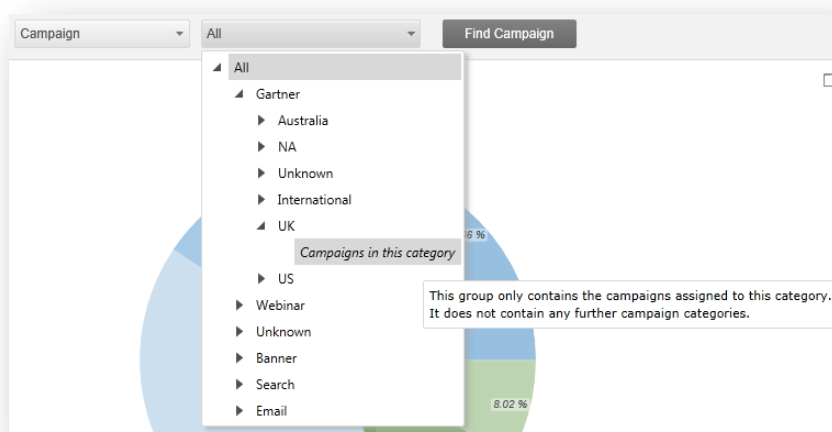 Campaign
All
Find Campaign
All
Gartner
Australia
NA
Unknown
International
UK
6 %
Campaigns in this category
US
This group only contains the campaigns assigned to this category.
It does not contain any further campaign categories.
Webinar
Unknown
Banner
Search
8.02 %
Email